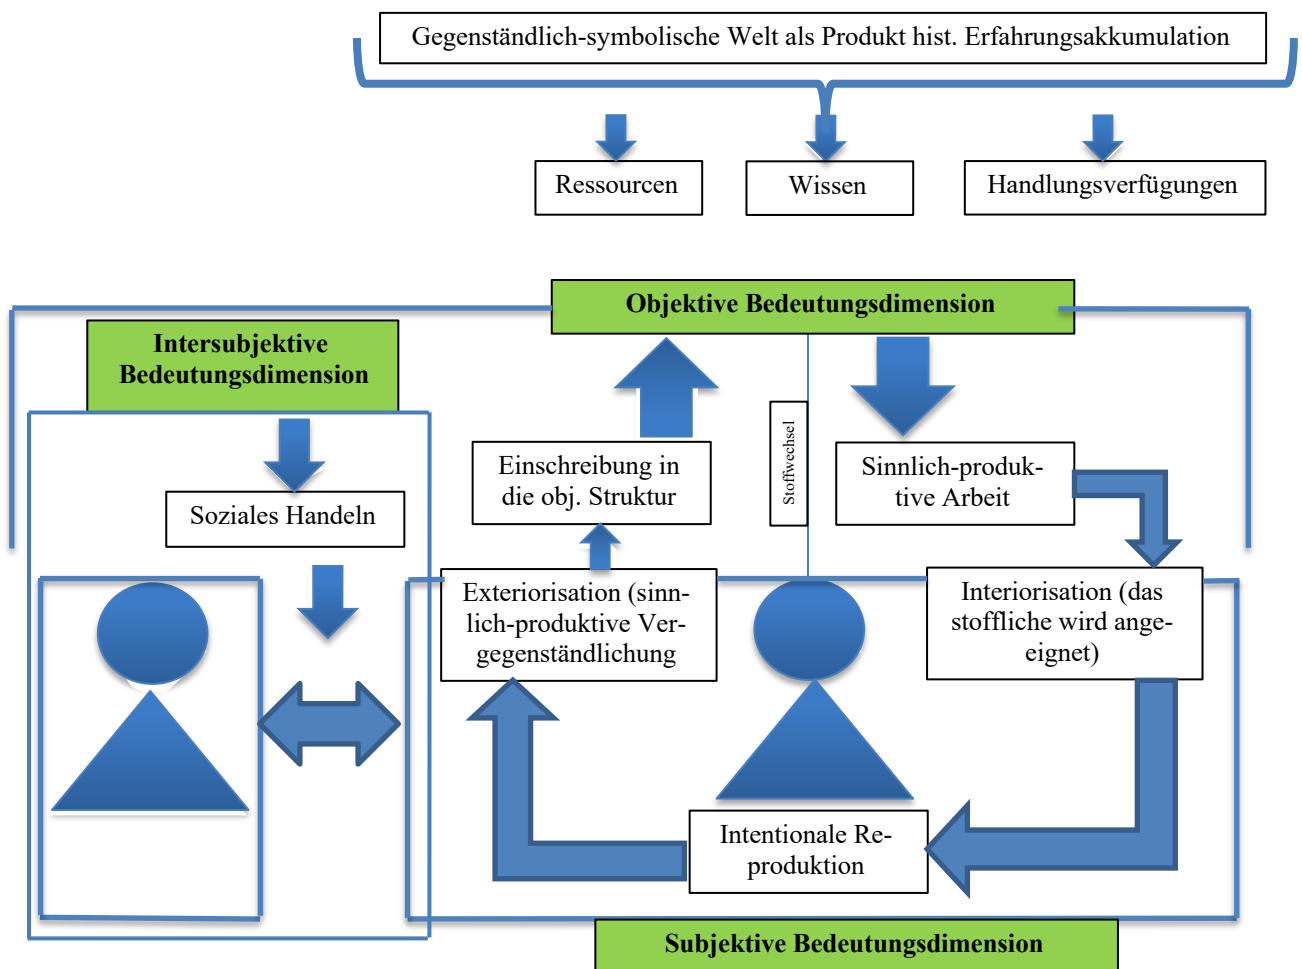 Gegenständlich-symbolische Welt als Produkt hist. Erfahrungsakkumulation
Ressourcen
Wissen
Handlungsverfügungen
Objektive Bedeutungsdimension
Intersubjektive
Bedeutungsdimension
Stoffwechsel
Einschreibung in
die obj. Struktur
Sinnlich-produk-
tive Arbeit
Soziales Handeln
Exteriorisation (sinn-
lich-produktive Ver-
gegenständlichung
Interiorisation (das
stoffliche wird ange-
eignet)
Intentionale Re-
produktion
Subjektive Bedeutungsdimension